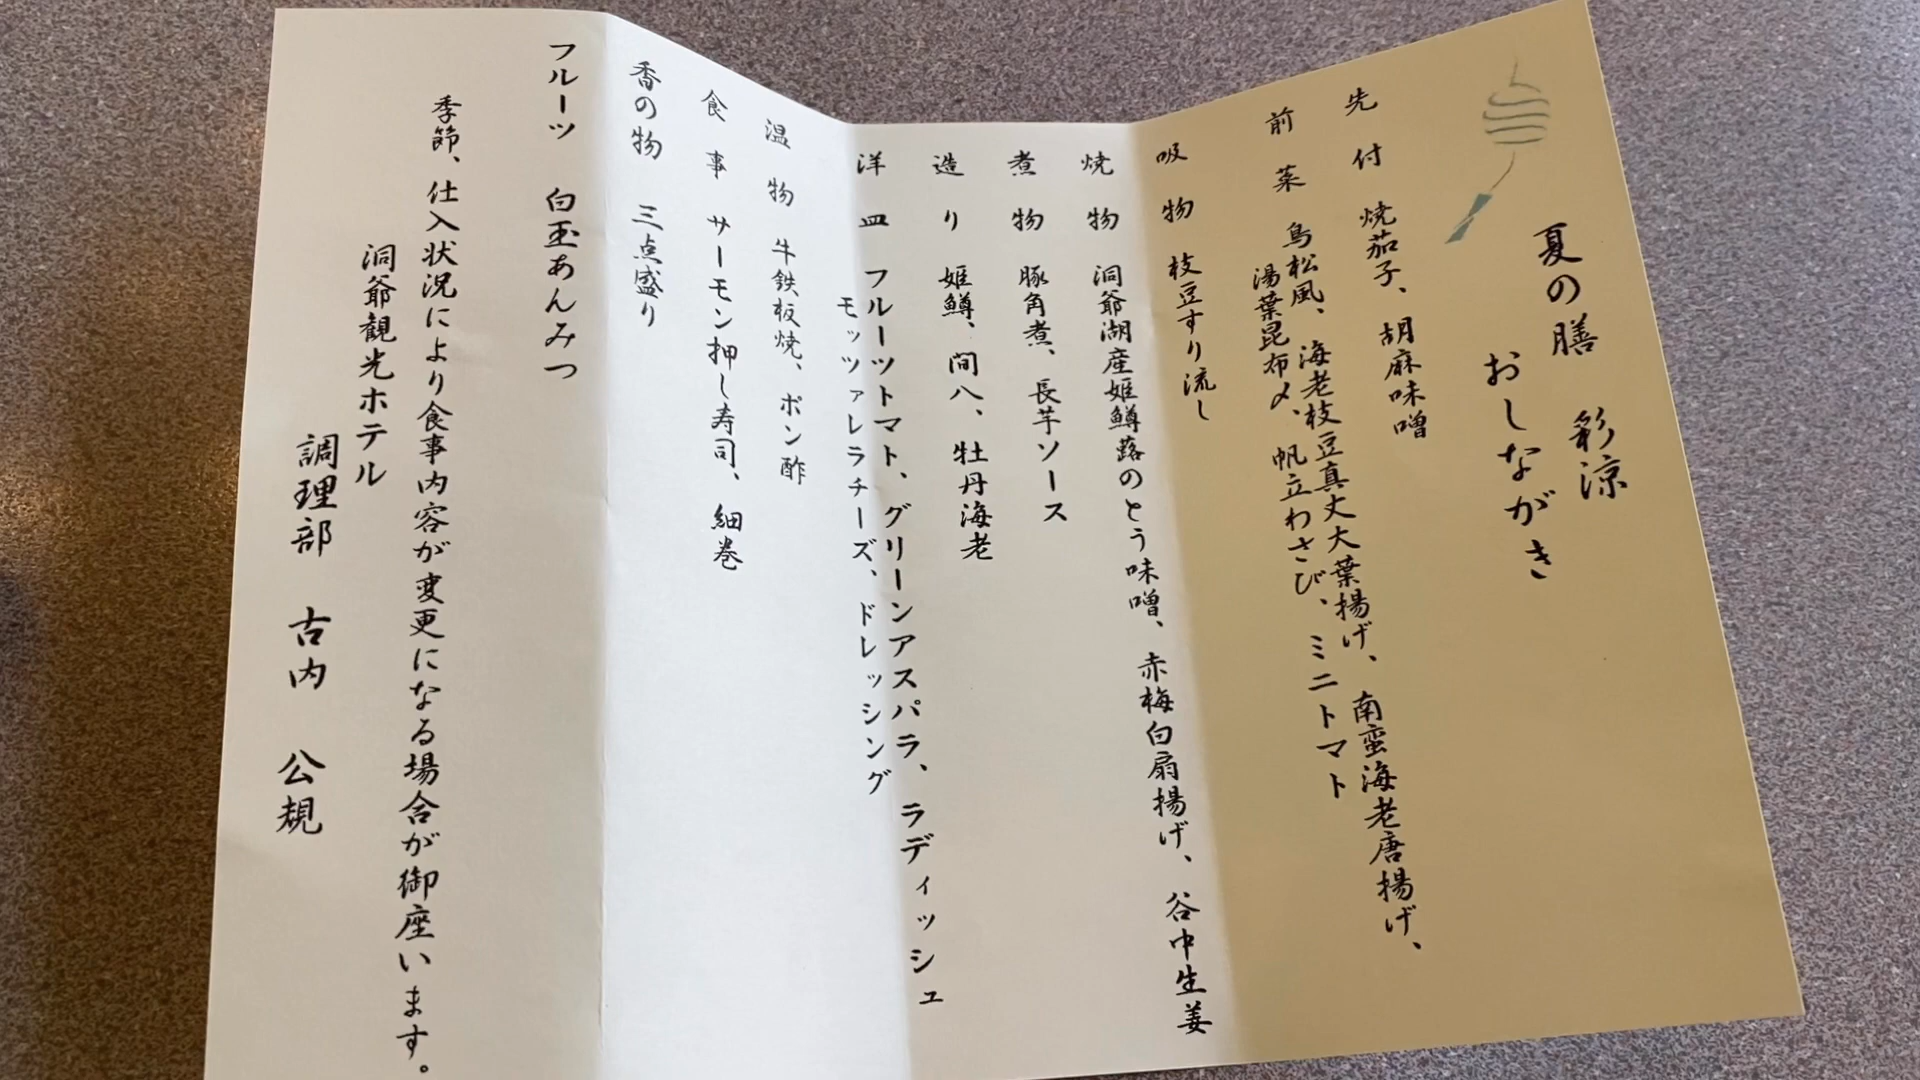 夏の膳 彩涼
おしながき
先付 焼茄子、胡麻味噌
前菜 鳥松風、海老枝豆真丈大葉揚げ、南蛮海老唐揚げ、
湯葉昆布〆、帆立わさび、ミニトマト
吸物 枝豆すり流し
焼物 洞爺湖産姫鱒蕗のとう味噌、赤梅白扇揚げ、谷中生姜
煮物 豚角煮、長芋ソース
造り 姫鱒、間八、牡丹海老
洋皿 フルーツトマト、グリーンアスパラ、ラディッシュ
モッツァレラチーズ、ドレッシング
温物 牛鉄板焼、ポン酢
食事 サーモン押し寿司、細巻
香の物 三点盛り
フルーツ 白玉あんみつ
季節、仕入状況により食事内容が変更になる場合が御座います。
洞爺観光ホテル
調理部 古内 公規